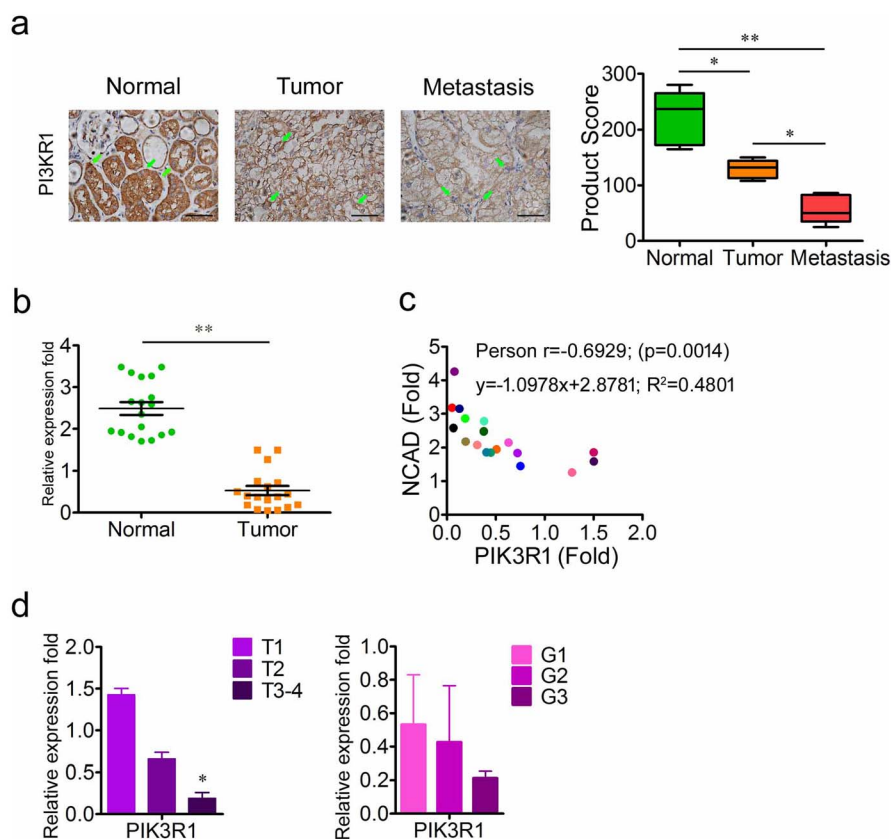 a
Normal
Tumor
Metastasis
PI3KR1
**
*
*
Product Score
300
200
100
0
Normal
Tumor
Metastasis
b
**
Relative expression fold
4
3
2
1
0
Normal
Tumor
c
Person r=-0.6929; (p=0.0014)
y=-1.0978x+2.8781; R²=0.4801
NCAD (Fold)
5
4
3
2
1
0
0.0
0.5
1.0
1.5
2.0
PIK3R1 (Fold)
d
Relative expression fold
2.0
1.5
1.0
0.5
0.0
T1
T2
T3-4
*
PIK3R1
Relative expression fold
1.0
0.8
0.6
0.4
0.2
0.0
G1
G2
G3
PIK3R1